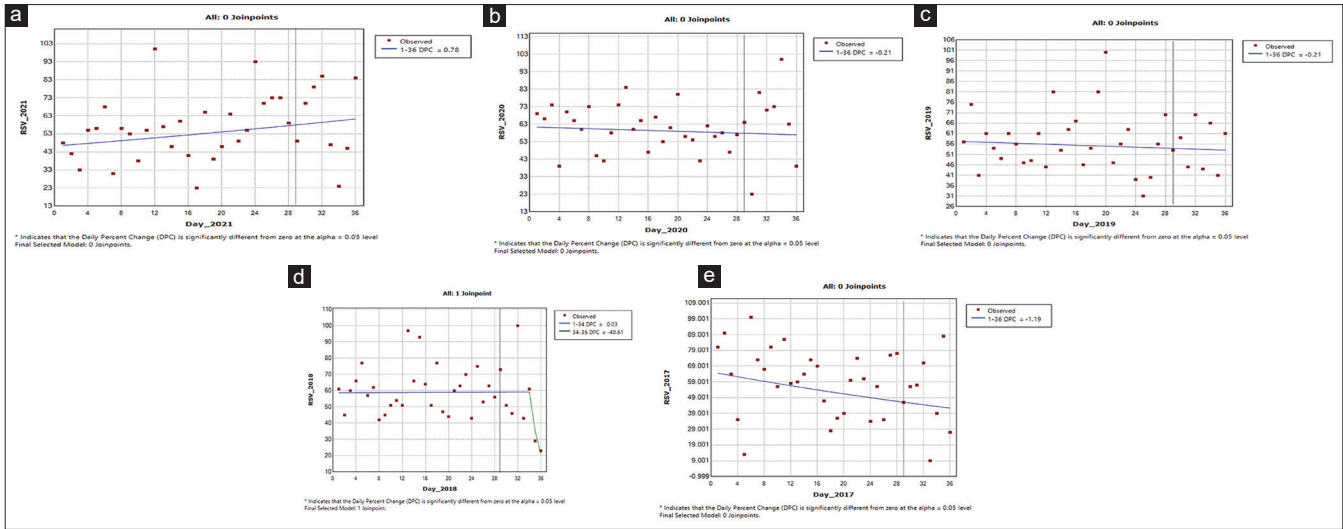 a
All: 0 Joinpoints
RSV_2021
103
93
83
73
63
53
43
33
23
13
0 4 8 12 16 20 24 28 32 36
Day_2021
Observed
1-36 DPC = 0.78
* Indicates that the Daily Percent Change (DPC) is significantly different from zero at the alpha = 0.05 level
Final Selected Model: 0 Joinpoints.
b
All: 0 Joinpoints
RSV_2020
113
103
93
83
73
63
53
43
33
23
13
0 4 8 12 16 20 24 28 32 36
Day_2020
Observed
1-36 DPC = -0.21
* Indicates that the Daily Percent Change (DPC) is significantly different from zero at the alpha = 0.05 level
Final Selected Model: 0 Joinpoints.
c
All: 0 Joinpoints
RSV_2019
106
101
96
91
86
81
76
71
66
61
56
51
46
41
36
31
26
0 4 8 12 16 20 24 28 32 36
Day_2019
Observed
1-36 DPC = -0.21
* Indicates that the Daily Percent Change (DPC) is significantly different from zero at the alpha = 0.05 level
Final Selected Model: 0 Joinpoints.
d
All: 1 Joinpoint
RSV_2018
110
100
90
80
70
60
50
40
30
20
10
0 4 8 12 16 20 24 28 32 36
Day_2018
Observed
1-34 DPC = 0.03
34-36 DPC = -40.61
* Indicates that the Daily Percent Change (DPC) is significantly different from zero at the alpha = 0.05 level
Final Selected Model: 1 Joinpoint.
e
All: 0 Joinpoints
RSV_2017
109.001
99.001
89.001
79.001
69.001
59.001
49.001
39.001
29.001
19.001
9.001
-0.999
0 4 8 12 16 20 24 28 32 36
Day_2017
Observed
1-36 DPC = -1.19
* Indicates that the Daily Percent Change (DPC) is significantly different from zero at the alpha = 0.05 level
Final Selected Model: 0 Joinpoints.